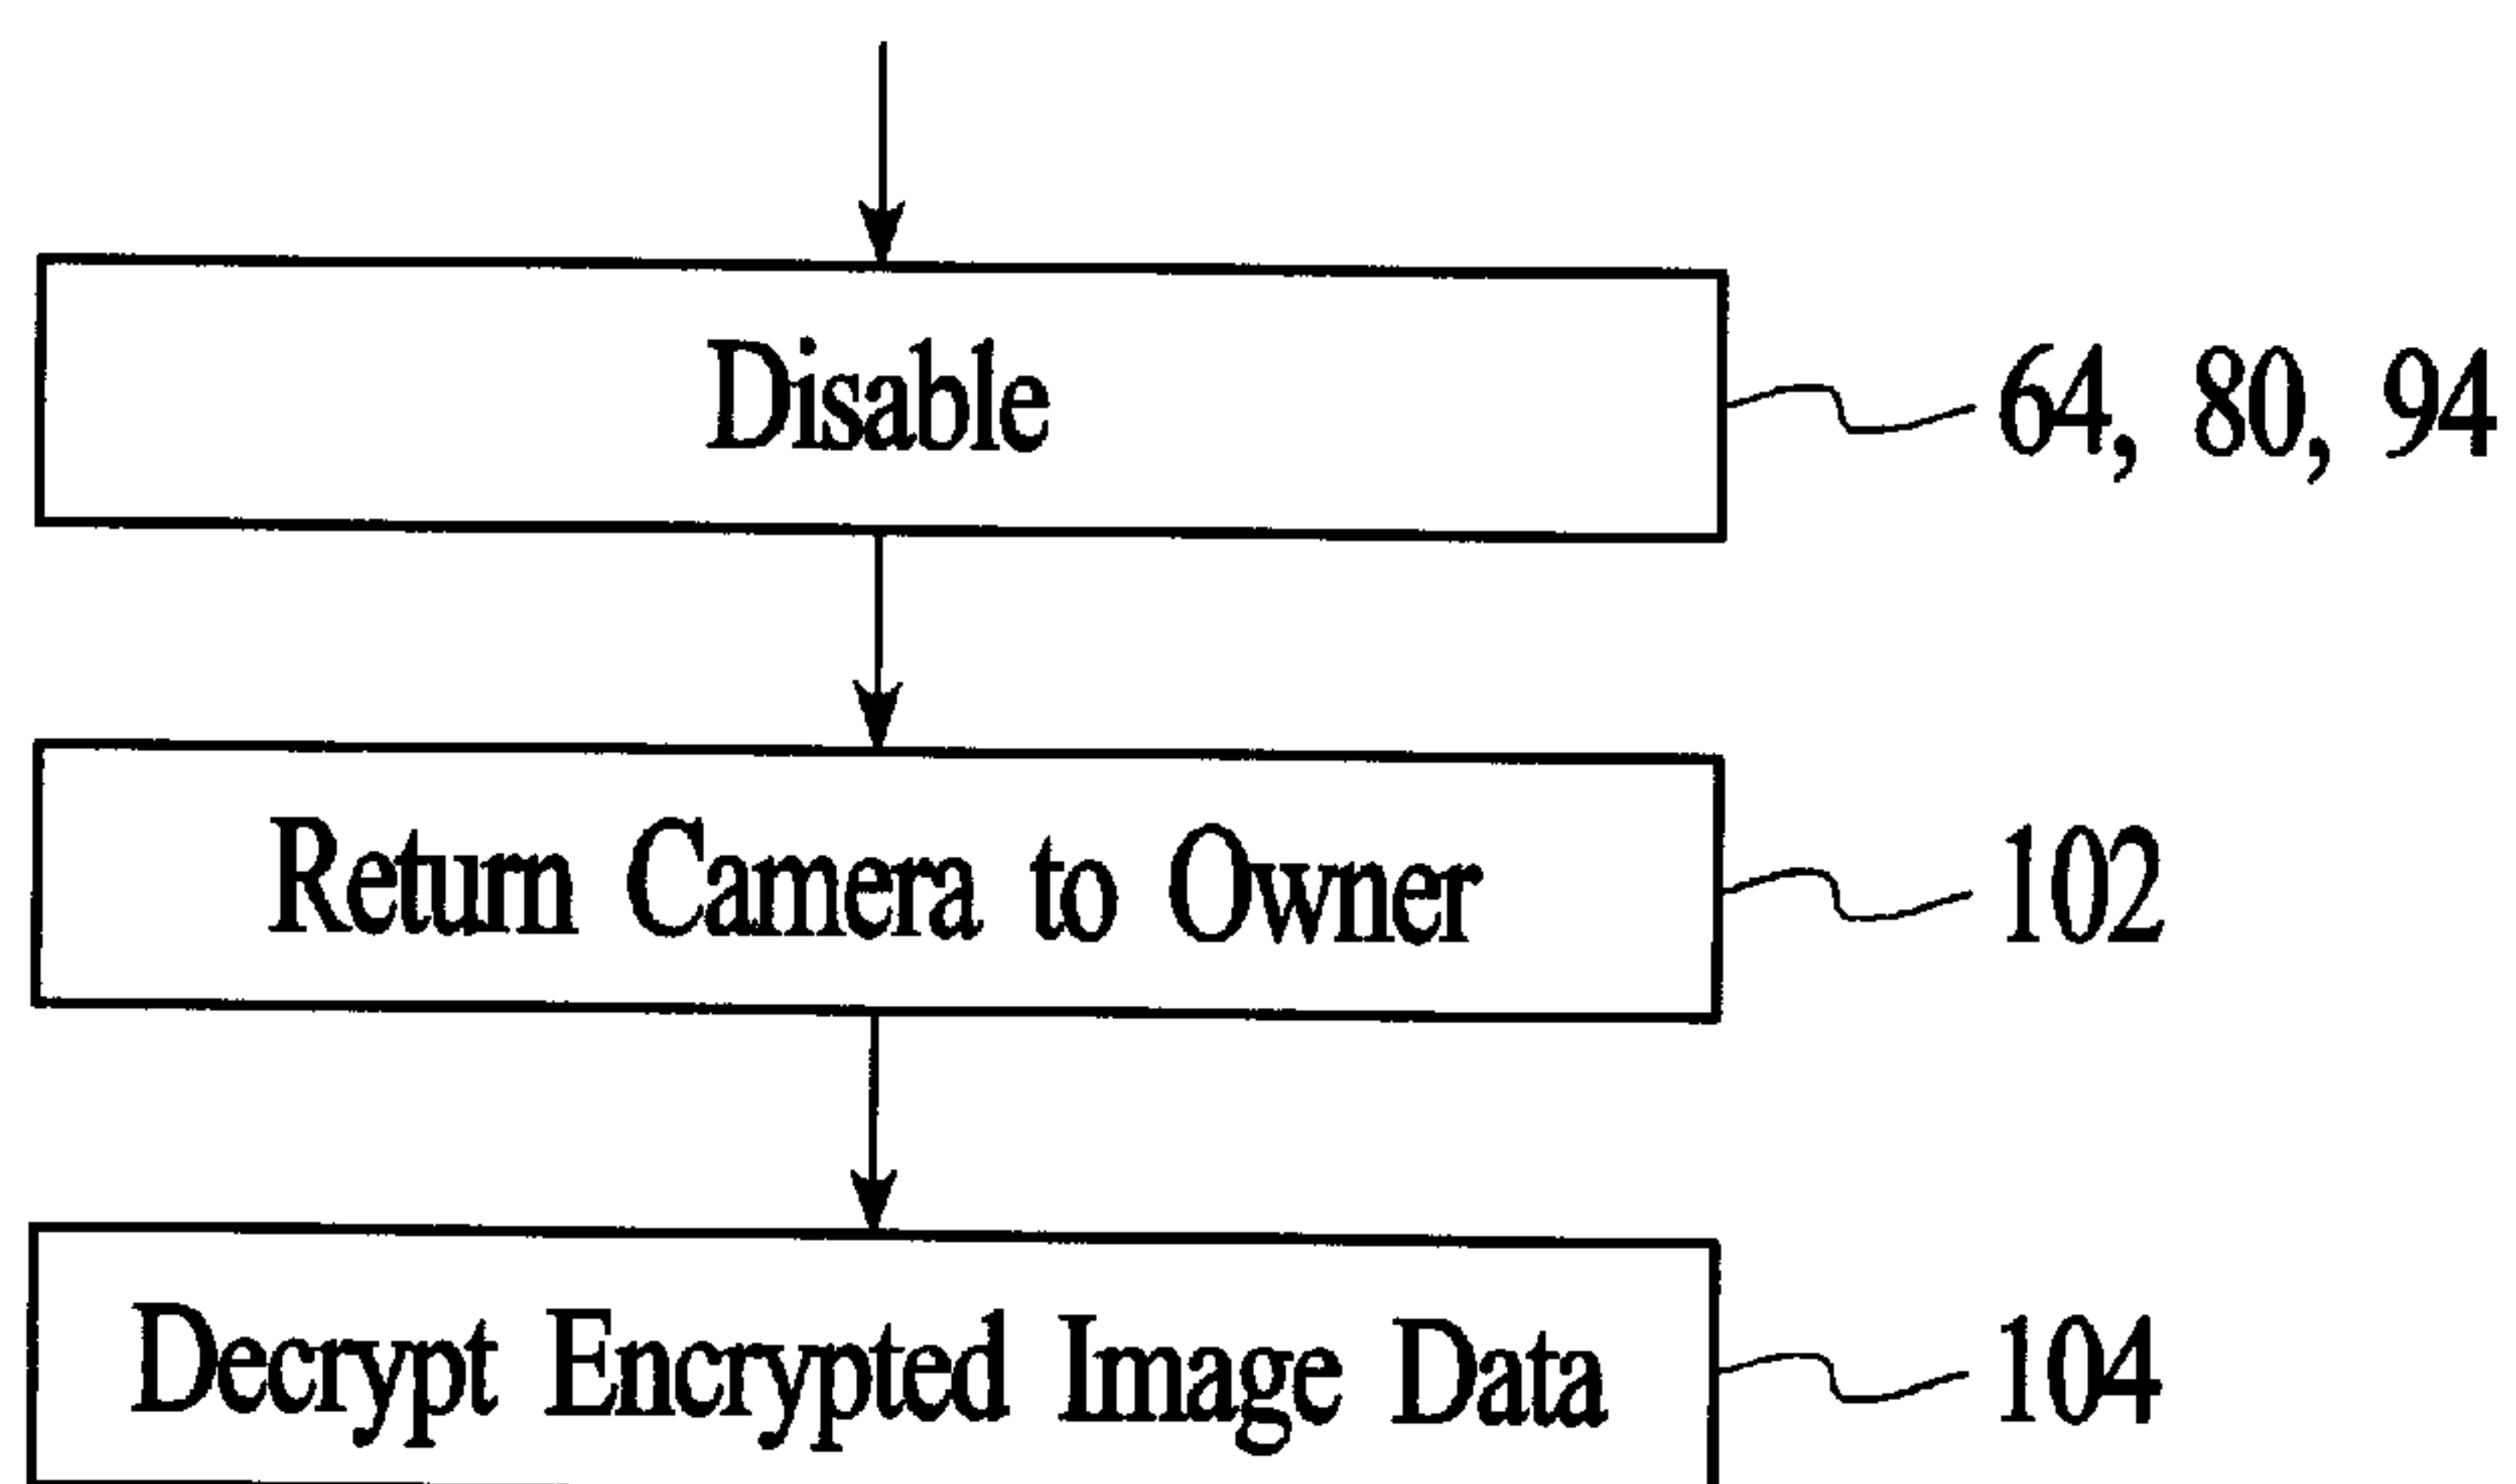 Disable
64, 80, 94
Return Camera to Owner
102
Decrypt Encrypted Image Data
104